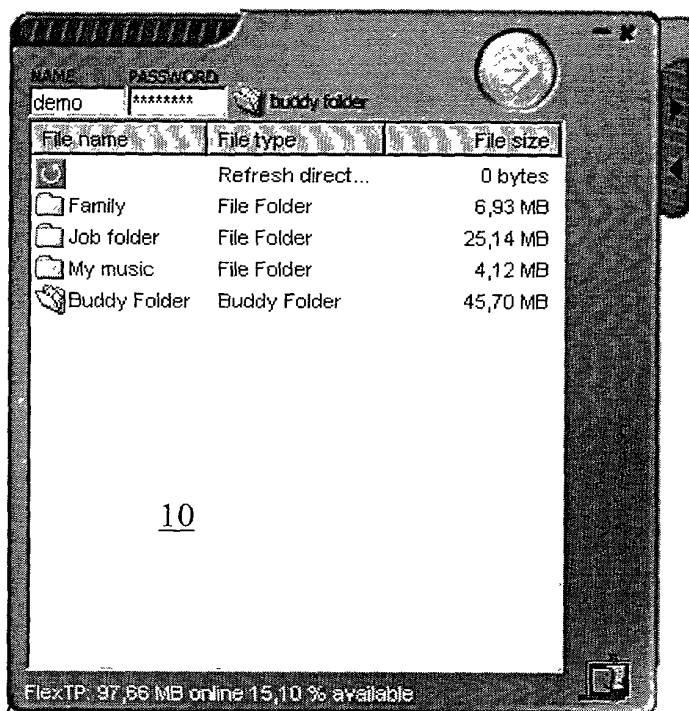 NAME PASSWORD
demo ******** buddy folder
File name File type File size
Refresh direct... 0 bytes
Family File Folder 6,93 MB
Job folder File Folder 25,14 MB
My music File Folder 4,12 MB
Buddy Folder Buddy Folder 45,70 MB
10
FlexTP: 97,66 MB online 15,10 % available